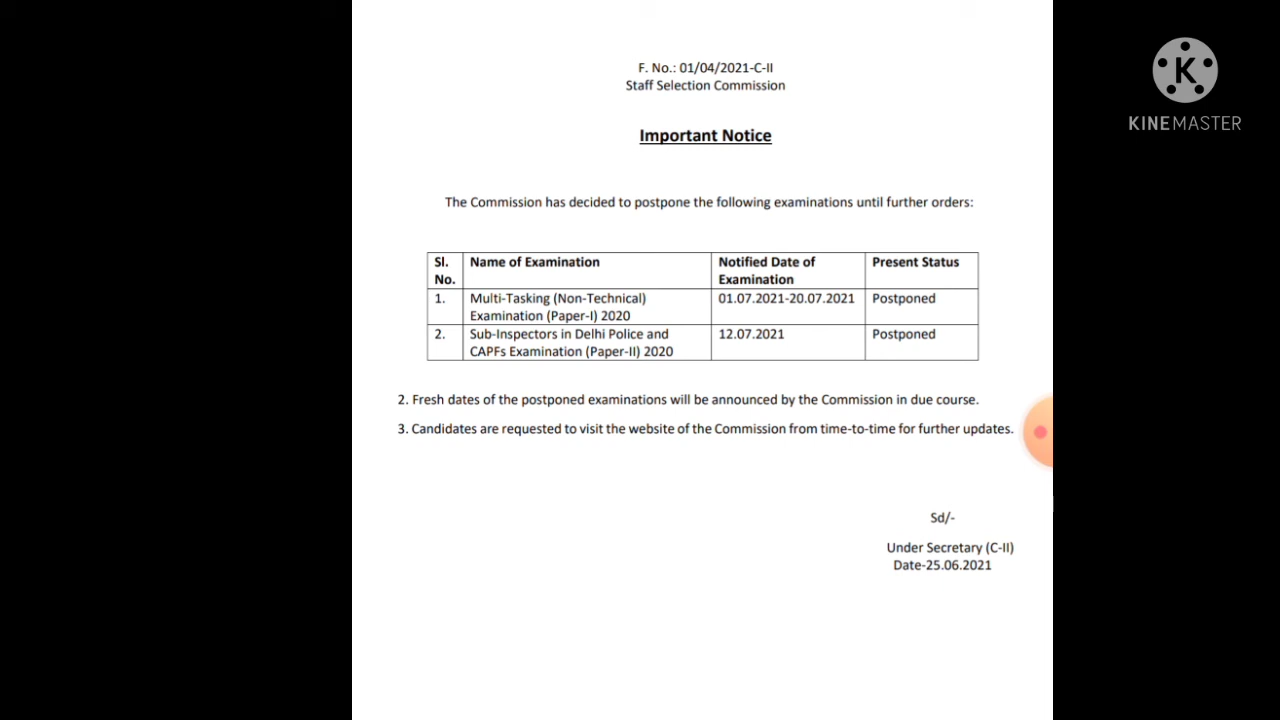 F. No.: 01/04/2021-C-II
Staff Selection Commission
K
KINEMASTER
Important Notice
The Commission has decided to postpone the following examinations until further orders:
Sl. No. Name of Examination Notified Date of Examination Present Status
1. Multi-Tasking (Non-Technical) Examination (Paper-I) 2020 01.07.2021-20.07.2021 Postponed
2. Sub-Inspectors in Delhi Police and CAPFs Examination (Paper-II) 2020 12.07.2021 Postponed
2. Fresh dates of the postponed examinations will be announced by the Commission in due course.
3. Candidates are requested to visit the website of the Commission from time-to-time for further updates.
Sd/-
Under Secretary (C-II)
Date-25.06.2021